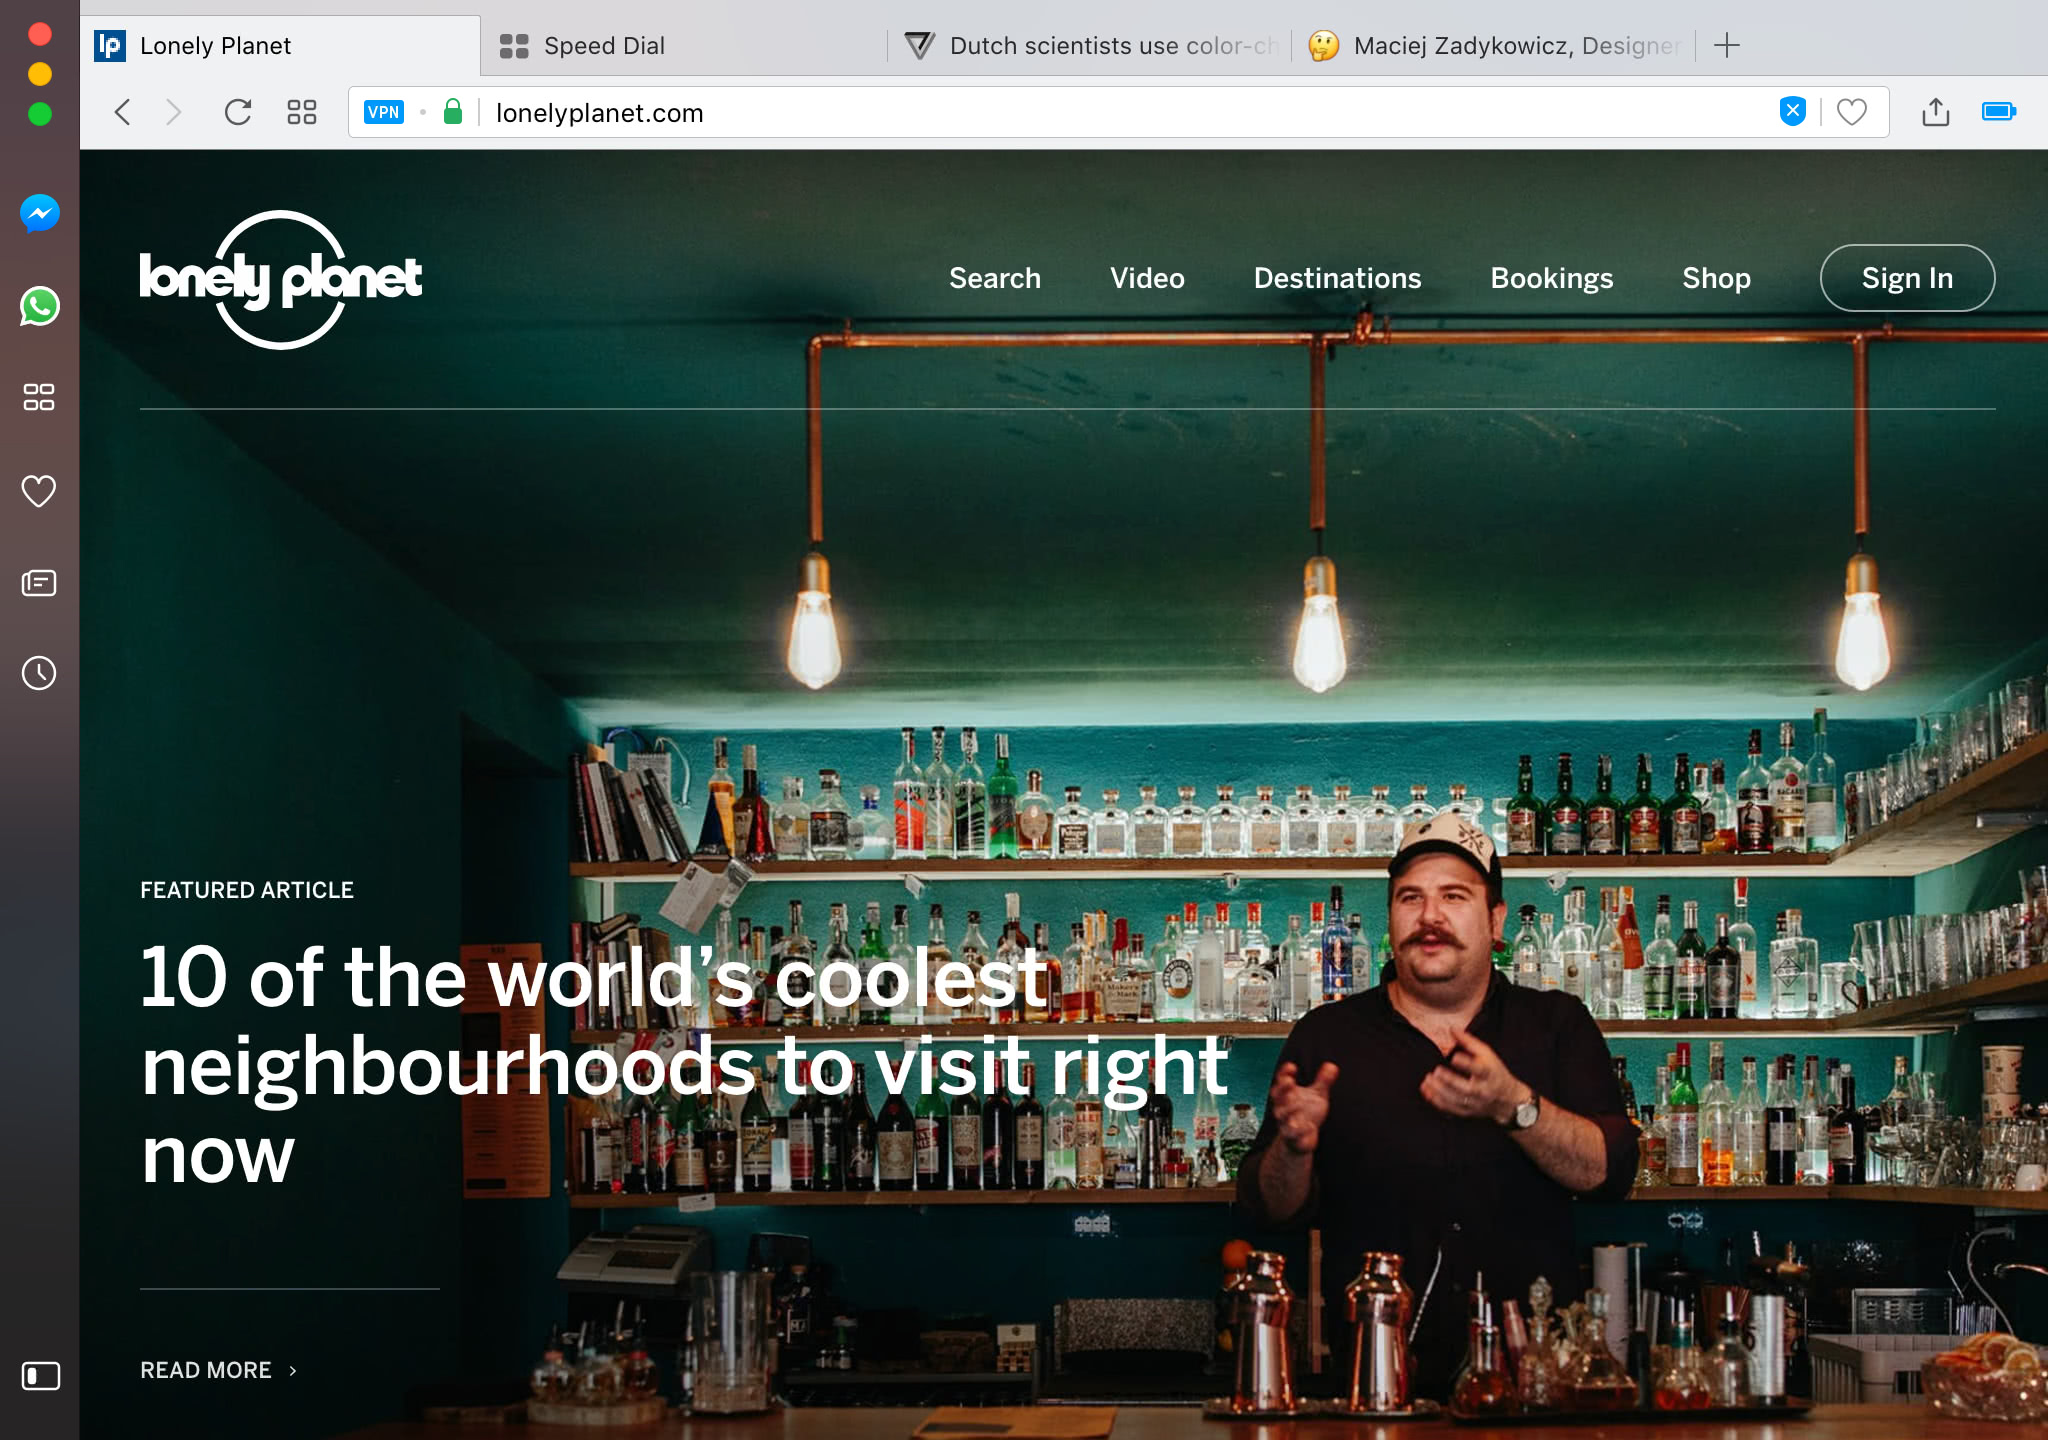 Lonely Planet
Speed Dial
Dutch scientists use color-ch
Maciej Zadykowicz, Designer
VPN
lonelyplanet.com
lonely planet
Search
Video
Destinations
Bookings
Shop
Sign In
FEATURED ARTICLE
10 of the world's coolest
neighbourhoods to visit right
now
READ MORE